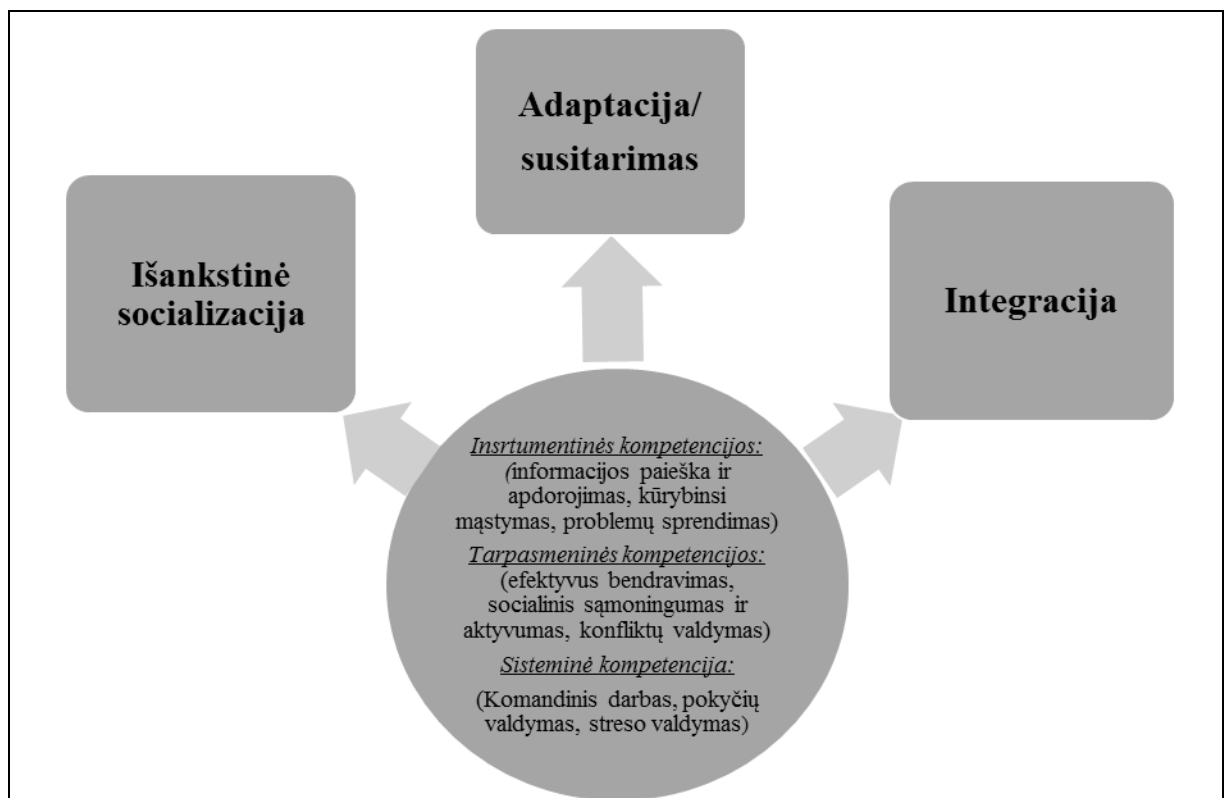 Adaptacija/
susitarimas
Išankstinė
socializacija
Integracija
Insrtumentinės kompetencijos:
(informacijos paieška ir
apdorojimas, kūrybinsi
mąstymas, problemų sprendimas)
Tarpasmeninės kompetencijos:
(efektyvus bendravimas,
socialinis sąmoningumas ir
aktyvumas, konfliktų valdymas)
Sisteminė kompetencija:
(Komandinis darbas, pokyčių
valdymas, streso valdymas)